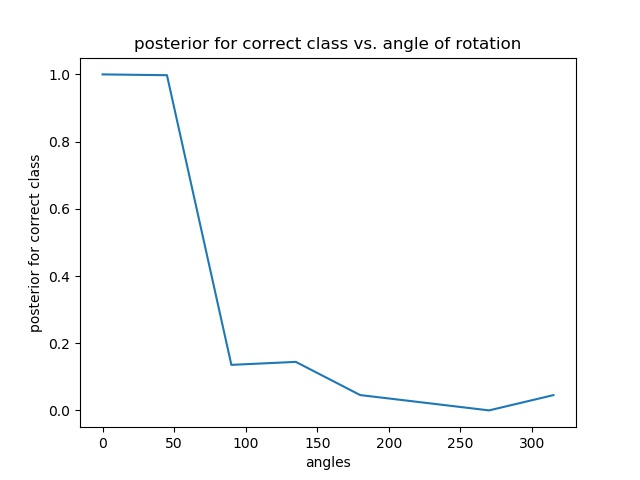 posterior for correct class vs. angle of rotation
posterior for correct class
1.0
0.8
0.6
0.4
0.2
0.0
0 50 100 150 200 250 300
angles